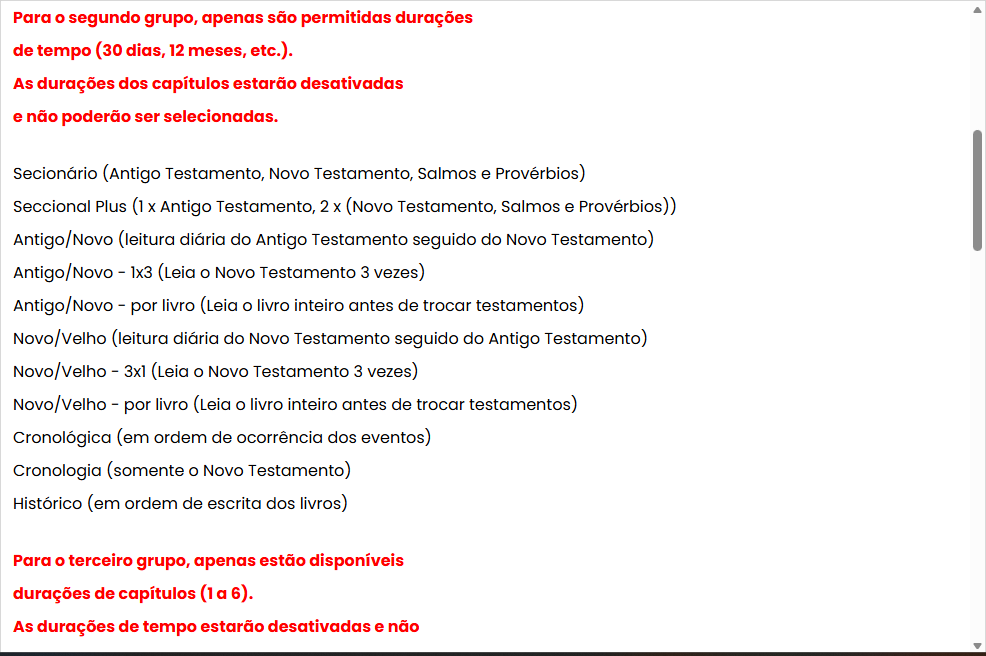 Para o segundo grupo, apenas são permitidas durações
de tempo (30 dias, 12 meses, etc.).
As durações dos capítulos estarão desativadas
e não poderão ser selecionadas.
Secionário (Antigo Testamento, Novo Testamento, Salmos e Provérbios)
Seccional Plus (1 x Antigo Testamento, 2 x (Novo Testamento, Salmos e Provérbios))
Antigo/Novo (leitura diária do Antigo Testamento seguido do Novo Testamento)
Antigo/Novo - 1x3 (Leia o Novo Testamento 3 vezes)
Antigo/Novo - por livro (Leia o livro inteiro antes de trocar testamentos)
Novo/Velho (leitura diária do Novo Testamento seguido do Antigo Testamento)
Novo/Velho - 3x1 (Leia o Novo Testamento 3 vezes)
Novo/Velho - por livro (Leia o livro inteiro antes de trocar testamentos)
Cronológica (em ordem de ocorrência dos eventos)
Cronologia (somente o Novo Testamento)
Histórico (em ordem de escrita dos livros)
Para o terceiro grupo, apenas estão disponíveis
durações de capítulos (1 a 6).
As durações de tempo estarão desativadas e não